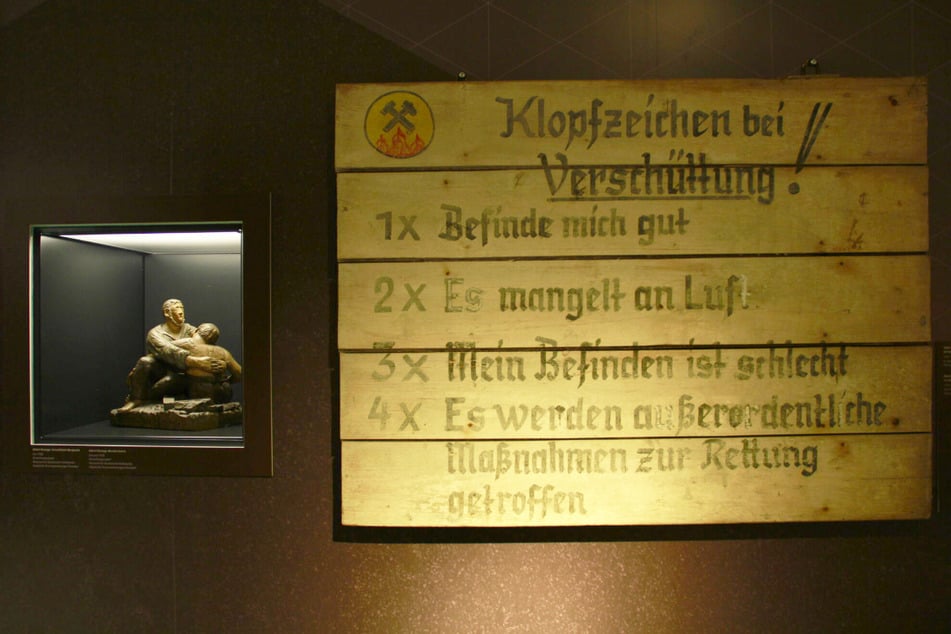 Klopfzeichen bei
Verschüttung!
1x Befinde mich gut
2x Es mangelt an Luft
3x Mein Befinden ist schlecht
4x Es werden außerordentliche
Maßnahmen zur Rettung
getroffen